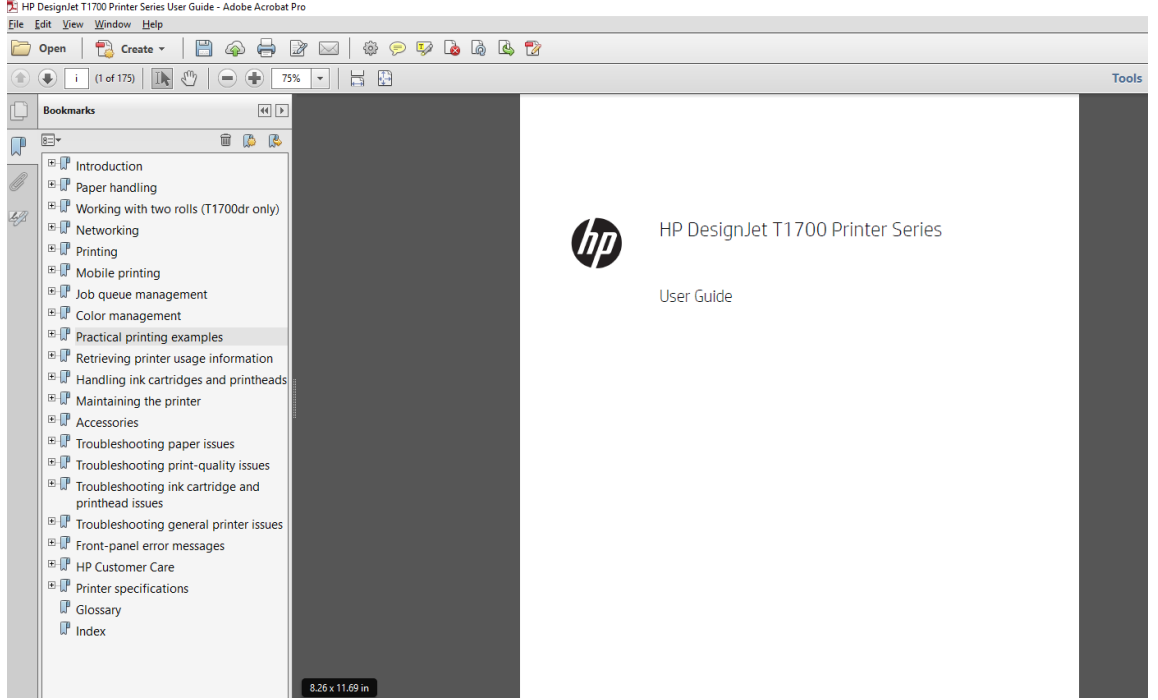 HP DesignJet T1700 Printer Series User Guide - Adobe Acrobat Pro
File Edit View Window Help
Open Create
i (1 of 175) 75% Tools
Bookmarks
Introduction
Paper handling
Working with two rolls (T1700dr only)
Networking
Printing
Mobile printing
Job queue management
Color management
Practical printing examples
Retrieving printer usage information
Handling ink cartridges and printheads
Maintaining the printer
Accessories
Troubleshooting paper issues
Troubleshooting print-quality issues
Troubleshooting ink cartridge and
printhead issues
Troubleshooting general printer issues
Front-panel error messages
HP Customer Care
Printer specifications
Glossary
Index
hp
HP DesignJet T1700 Printer Series
User Guide
8.26 x 11.69 in